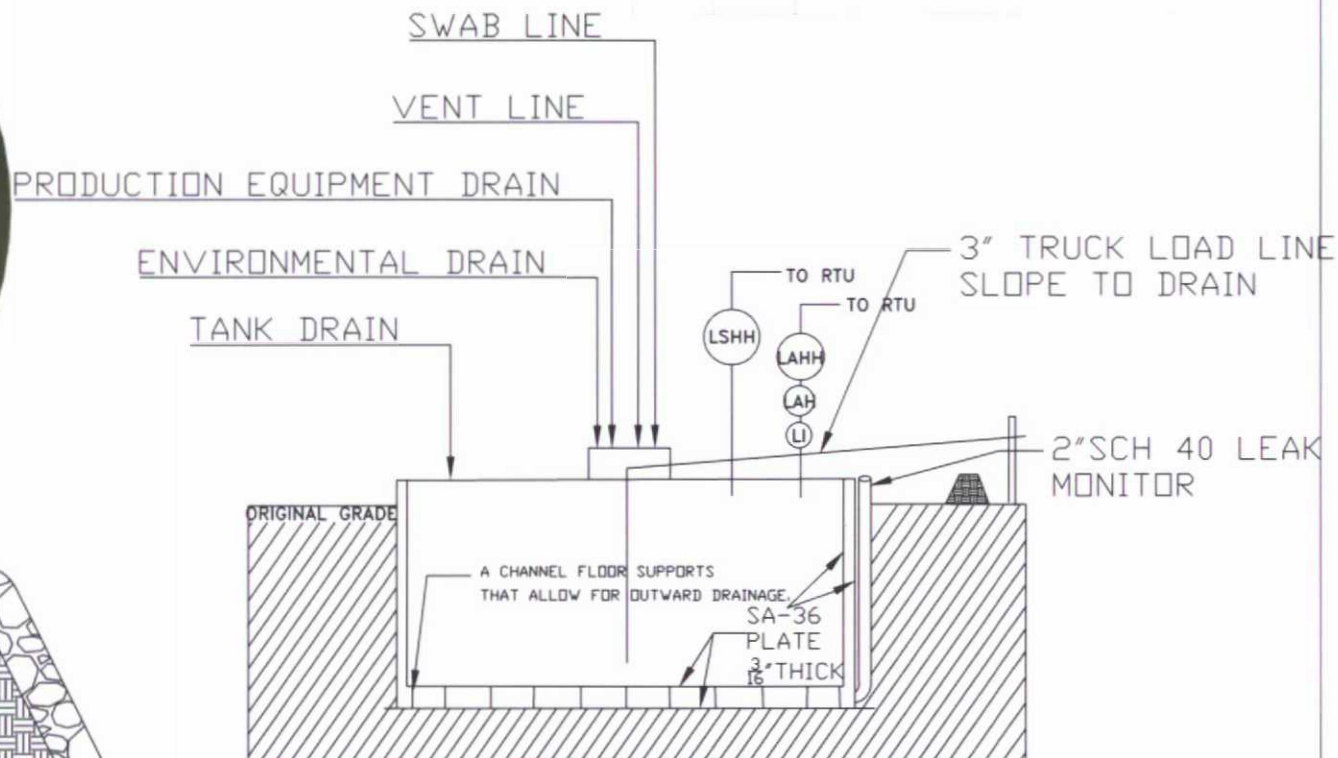 SWAB LINE
VENT LINE
PRODUCTION EQUIPMENT DRAIN
ENVIRONMENTAL DRAIN
TANK DRAIN
3" TRUCK LOAD LINE
SLOPE TO DRAIN
TO RTU
TO RTU
LSHH
LAHH
LAH
LI
2"SCH 40 LEAK
MONITOR
ORIGINAL GRADE
A CHANNEL FLOOR SUPPORTS
THAT ALLOW FOR OUTWARD DRAINAGE.
SA-36
PLATE
3/16"THICK